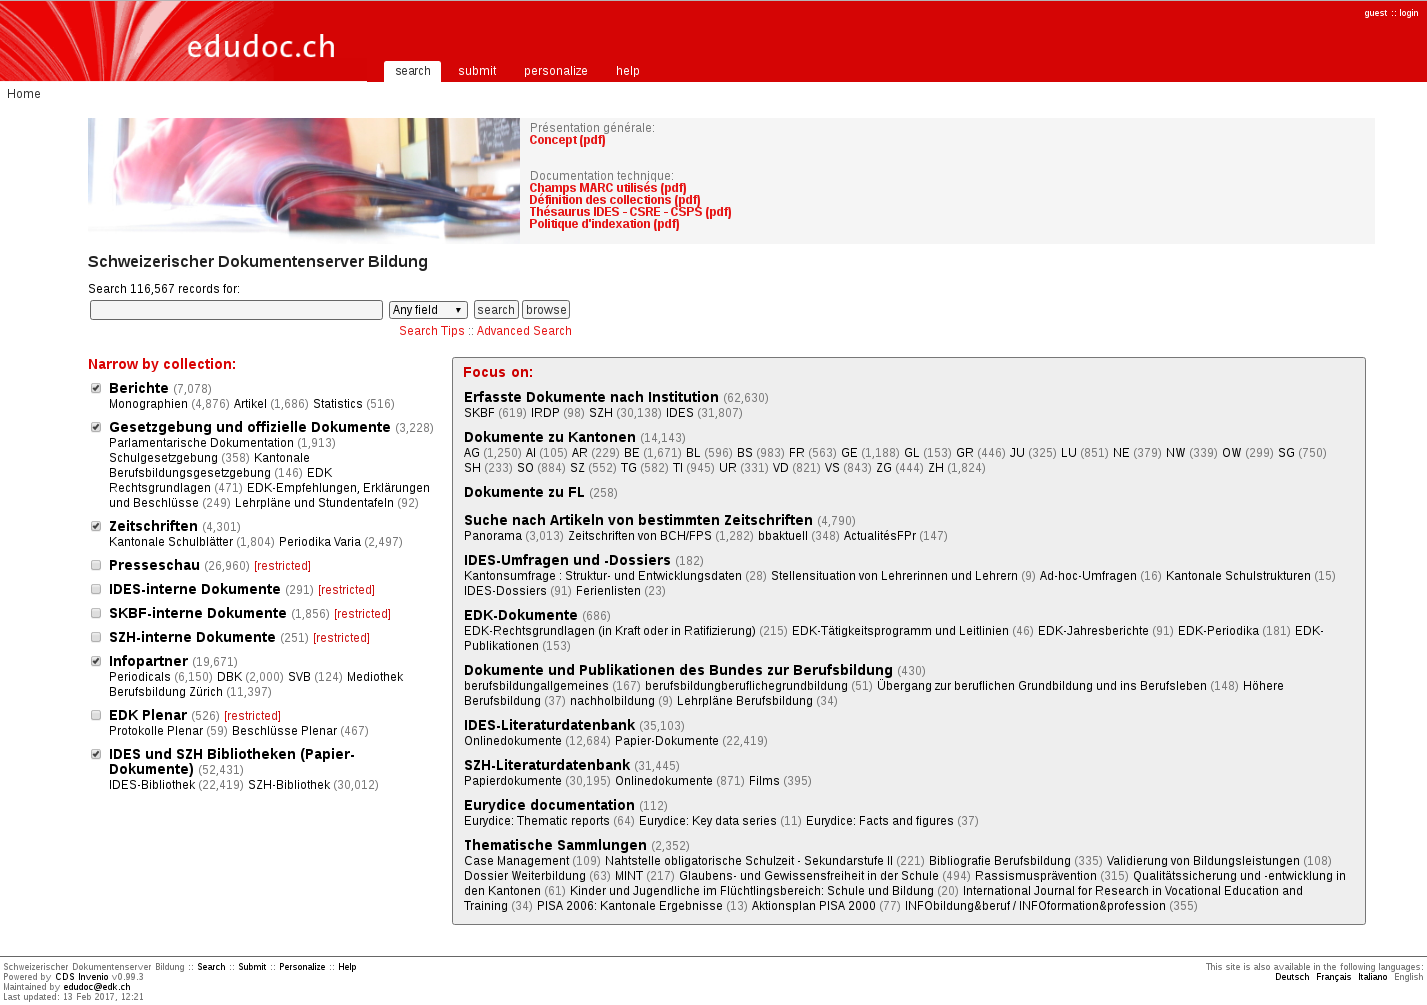 guest :: login
edudoc.ch
search submit personalize help
Home
Présentation générale:
Concept (pdf)
Documentation technique:
Champs MARC utilisés (pdf)
Définition des collections (pdf)
Thésaurus IDES - CSRE - CSPS (pdf)
Politique d'indexation (pdf)
Schweizerischer Dokumentenserver Bildung
Search 116,567 records for:
Any field ▼ search browse
Search Tips :: Advanced Search
Narrow by collection:
Berichte (7,078)
Monographien (4,876) Artikel (1,686) Statistics (516)
Gesetzgebung und offizielle Dokumente (3,228)
Parlamentarische Dokumentation (1,913)
Schulgesetzgebung (358) Kantonale
Berufsbildungsgesetzgebung (146) EDK
Rechtsgrundlagen (471) EDK-Empfehlungen, Erklärungen
und Beschlüsse (249) Lehrpläne und Stundentafeln (92)
Zeitschriften (4,301)
Kantonale Schulblätter (1,804) Periodika Varia (2,497)
Presseschau (26,960) [restricted]
IDES-interne Dokumente (291) [restricted]
SKBF-interne Dokumente (1,856) [restricted]
SZH-interne Dokumente (251) [restricted]
Infopartner (19,671)
Periodicals (6,150) DBK (2,000) SVB (124) Mediothek
Berufsbildung Zürich (11,397)
EDK Plenar (526) [restricted]
Protokolle Plenar (59) Beschlüsse Plenar (467)
IDES und SZH Bibliotheken (Papier-
Dokumente) (52,431)
IDES-Bibliothek (22,419) SZH-Bibliothek (30,012)
Focus on:
Erfasste Dokumente nach Institution (62,630)
SKBF (619) IRDP (98) SZH (30,138) IDES (31,807)
Dokumente zu Kantonen (14,143)
AG (1,250) AI (105) AR (229) BE (1,671) BL (596) BS (983) FR (563) GE (1,188) GL (153) GR (446) JU (325) LU (851) NE (379) NW (339) OW (299) SG (750)
SH (233) SO (884) SZ (552) TG (582) TI (945) UR (331) VD (821) VS (843) ZG (444) ZH (1,824)
Dokumente zu FL (258)
Suche nach Artikeln von bestimmten Zeitschriften (4,790)
Panorama (3,013) Zeitschriften von BCH/FPS (1,282) bbaktuell (348) ActualitésFPr (147)
IDES-Umfragen und -Dossiers (182)
Kantonsumfrage : Struktur- und Entwicklungsdaten (28) Stellensituation von Lehrerinnen und Lehrern (9) Ad-hoc-Umfragen (16) Kantonale Schulstrukturen (15)
IDES-Dossiers (91) Ferienlisten (23)
EDK-Dokumente (686)
EDK-Rechtsgrundlagen (in Kraft oder in Ratifizierung) (215) EDK-Tätigkeitsprogramm und Leitlinien (46) EDK-Jahresberichte (91) EDK-Periodika (181) EDK-
Publikationen (153)
Dokumente und Publikationen des Bundes zur Berufsbildung (430)
berufsbildungallgemeines (167) berufsbildungberuflichegrundbildung (51) Übergang zur beruflichen Grundbildung und ins Berufsleben (148) Höhere
Berufsbildung (37) nachholbildung (9) Lehrpläne Berufsbildung (34)
IDES-Literaturdatenbank (35,103)
Onlinedokumente (12,684) Papier-Dokumente (22,419)
SZH-Literaturdatenbank (31,445)
Papierdokumente (30,195) Onlinedokumente (871) Films (395)
Eurydice documentation (112)
Eurydice: Thematic reports (64) Eurydice: Key data series (11) Eurydice: Facts and figures (37)
Thematische Sammlungen (2,352)
Case Management (109) Nahtstelle obligatorische Schulzeit - Sekundarstufe II (221) Bibliografie Berufsbildung (335) Validierung von Bildungsleistungen (108)
Dossier Weiterbildung (63) MINT (217) Glaubens- und Gewissensfreiheit in der Schule (494) Rassismusprävention (315) Qualitätssicherung und -entwicklung in
den Kantonen (61) Kinder und Jugendliche im Flüchtlingsbereich: Schule und Bildung (20) International Journal for Research in Vocational Education and
Training (34) PISA 2006: Kantonale Ergebnisse (13) Aktionsplan PISA 2000 (77) INFObildung&beruf / INFOformation&profession (355)
Schweizerischer Dokumentenserver Bildung :: Search :: Submit :: Personalize :: Help
Powered by CDS Invenio v0.99.3
Maintained by edudoc@edk.ch
Last updated: 13 Feb 2017, 12:21
This site is also available in the following languages:
Deutsch Français Italiano English